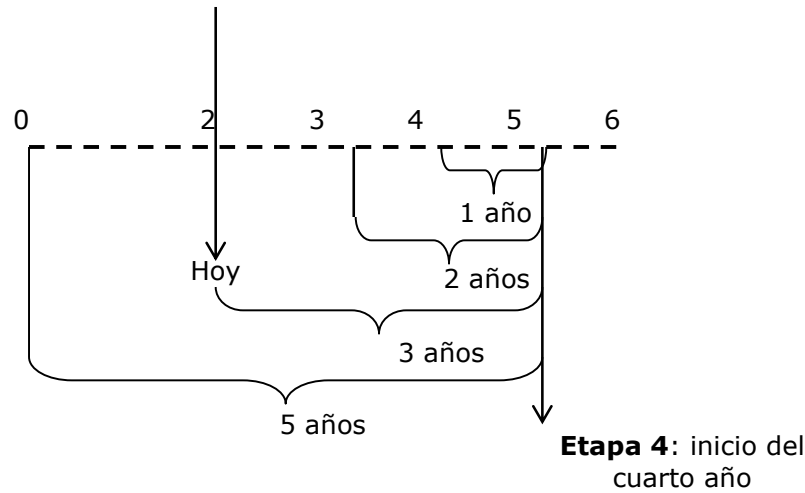 0 2 3 4 5 6
1 año
Hoy
2 años
3 años
5 años
Etapa 4: inicio del
cuarto año